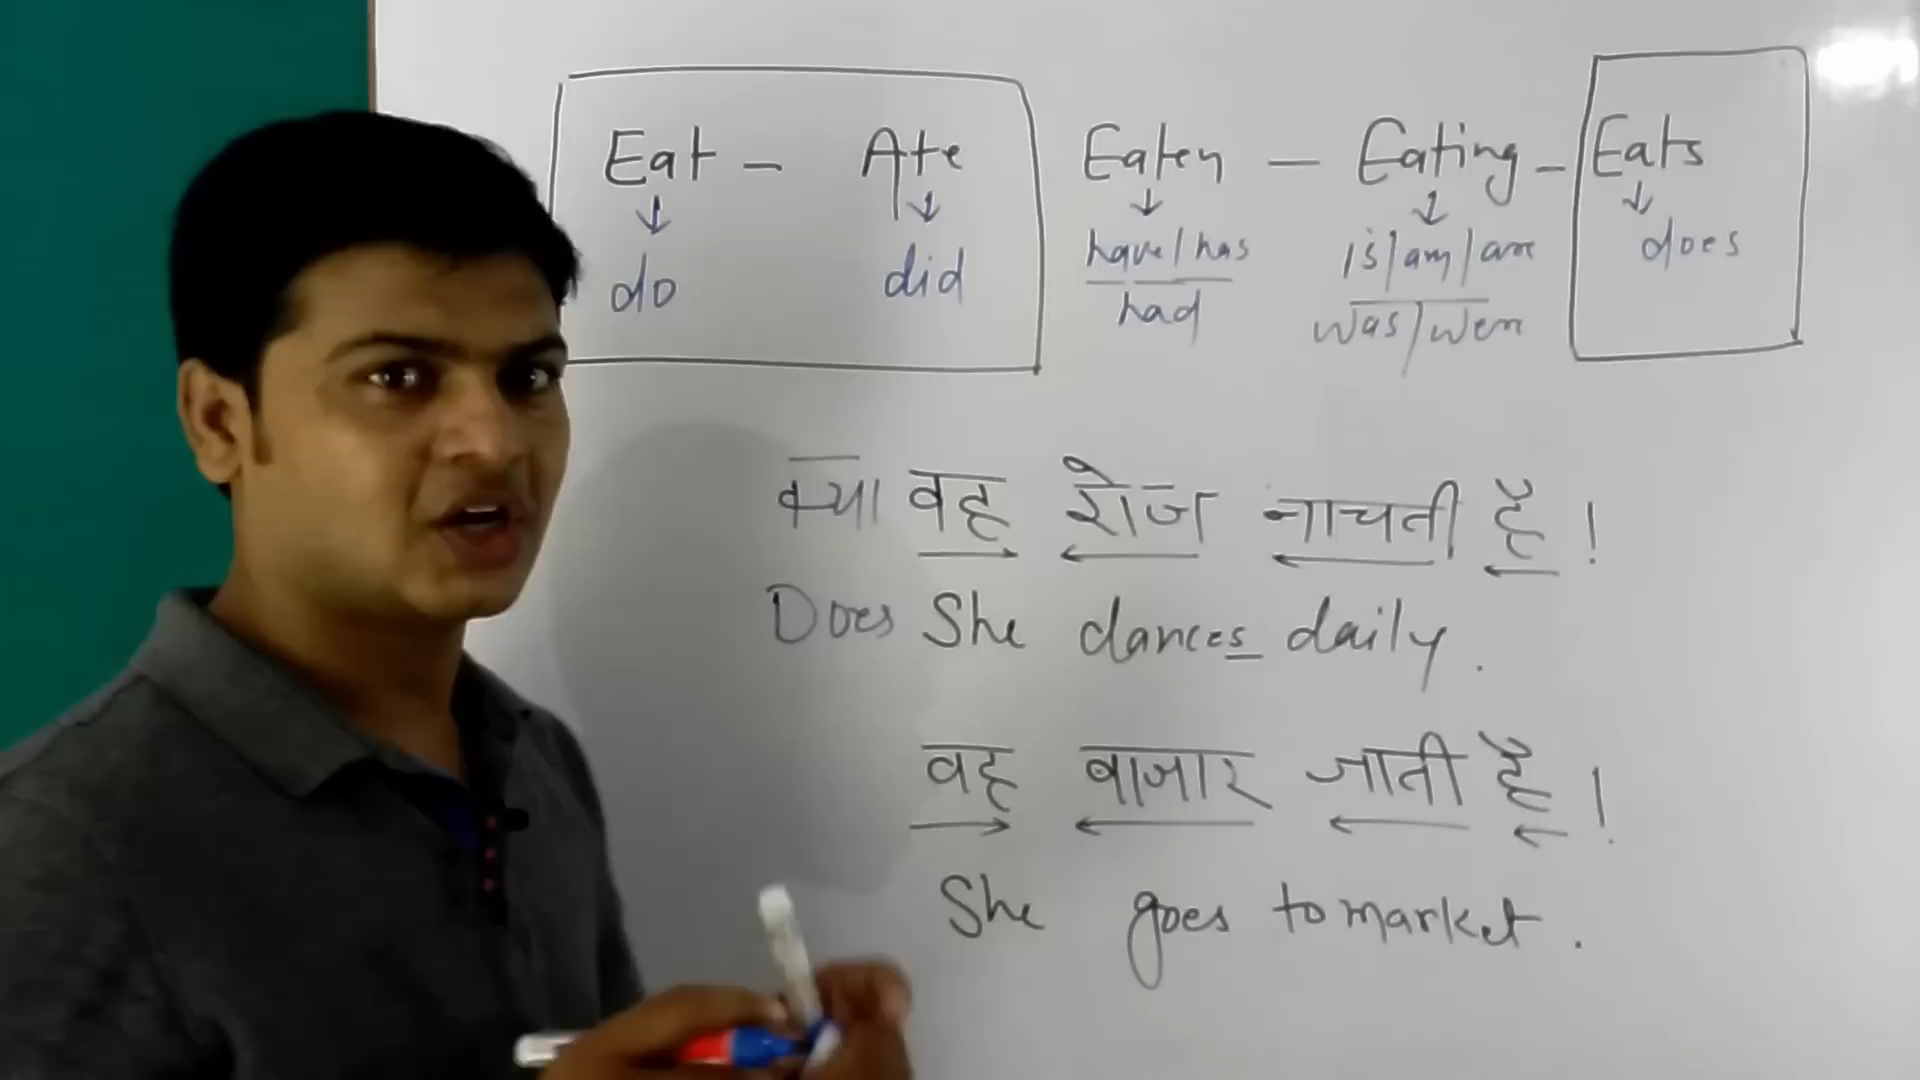 Eat - Ate Eaten - Eating - Eats
do did have/has is/am/are does
had was/were
क्या वह रोज नाचती है !
Does She dances daily.
वह बाजार जाती है !
She goes to market.